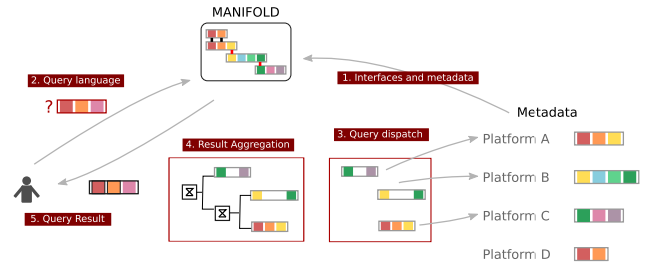 MANIFOLD
1. Interfaces and metadata
2. Query language
?
Metadata
3. Query dispatch
Platform A
4. Result Aggregation
Platform B
5. Query Result
Platform C
Platform D